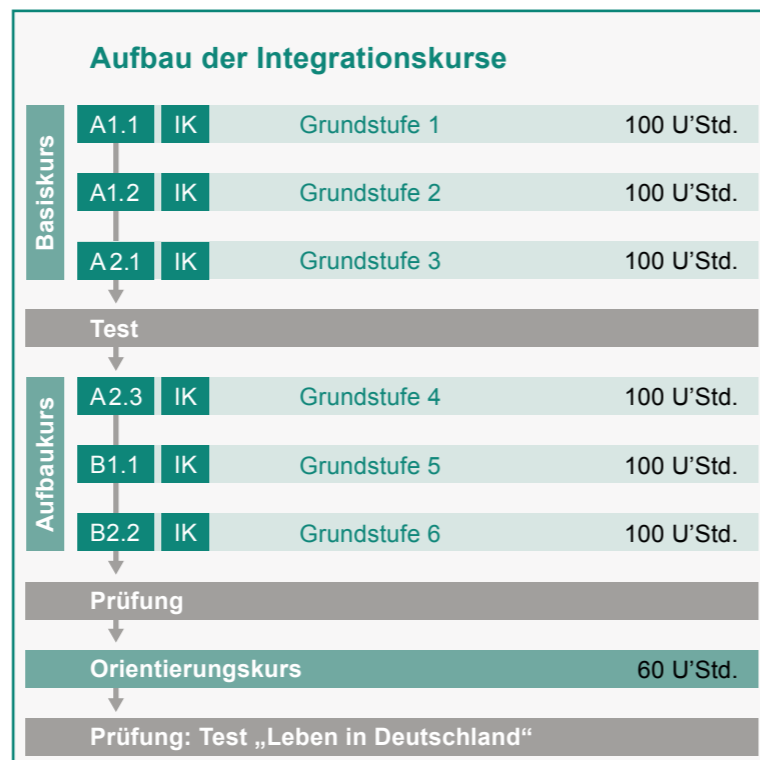 Aufbau der Integrationskurse
Basiskurs
A1.1 IK Grundstufe 1 100 U’Std.
A1.2 IK Grundstufe 2 100 U’Std.
A2.1 IK Grundstufe 3 100 U’Std.
Test
Aufbaukurs
A2.3 IK Grundstufe 4 100 U’Std.
B1.1 IK Grundstufe 5 100 U’Std.
B2.2 IK Grundstufe 6 100 U’Std.
Prüfung
Orientierungskurs 60 U’Std.
Prüfung: Test „Leben in Deutschland“